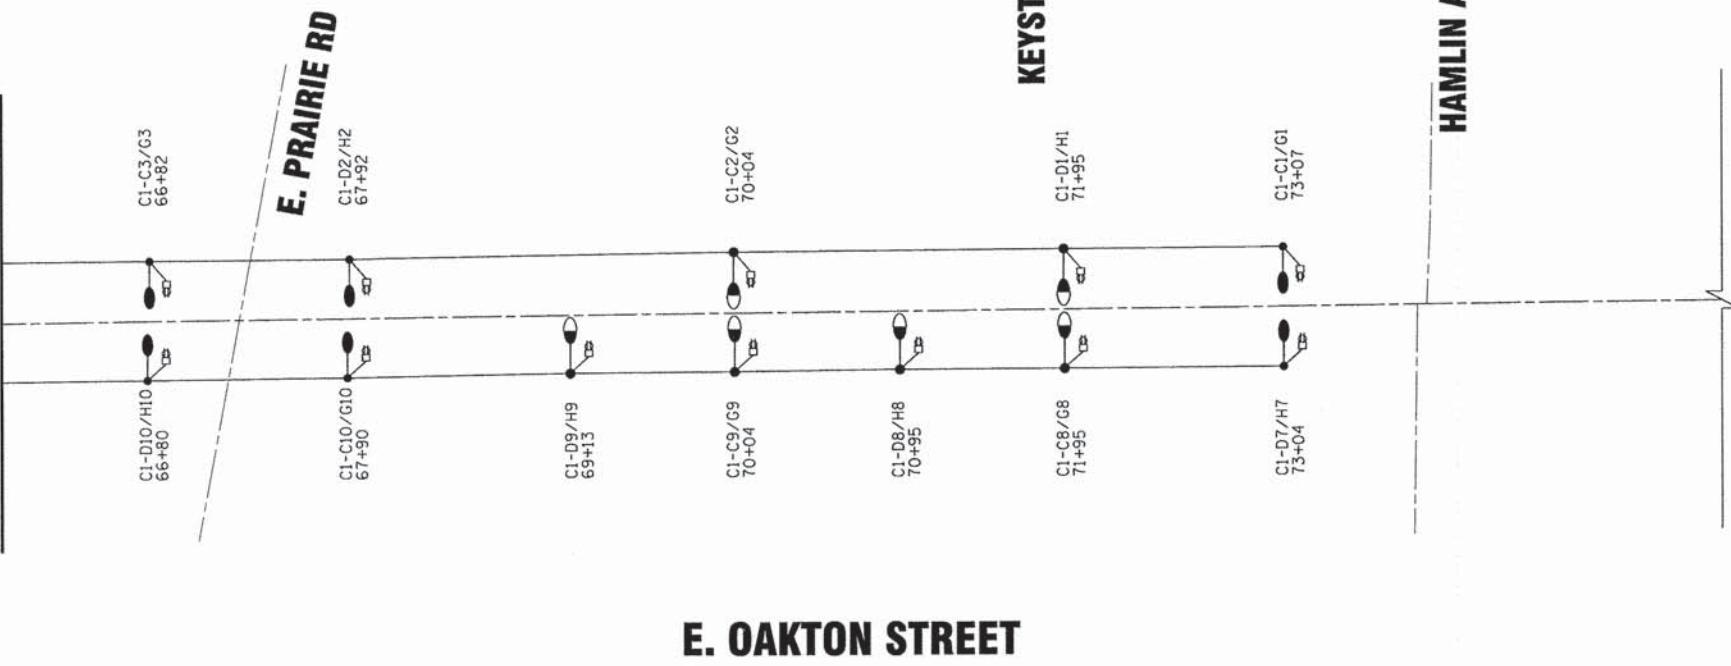 E. PRAIRIE RD
KEYST
HAMLIN A
C1-C3/G3
66+82
C1-D2/H2
67+92
C1-C2/G2
70+04
C1-D1/H1
71+95
C1-C1/G1
73+07
C1-D10/H10
66+80
C1-C10/G10
67+90
C1-D9/H9
69+13
C1-C9/G9
70+04
C1-D8/H8
70+95
C1-C8/G8
71+95
C1-D7/H7
73+04
E. OAKTON STREET